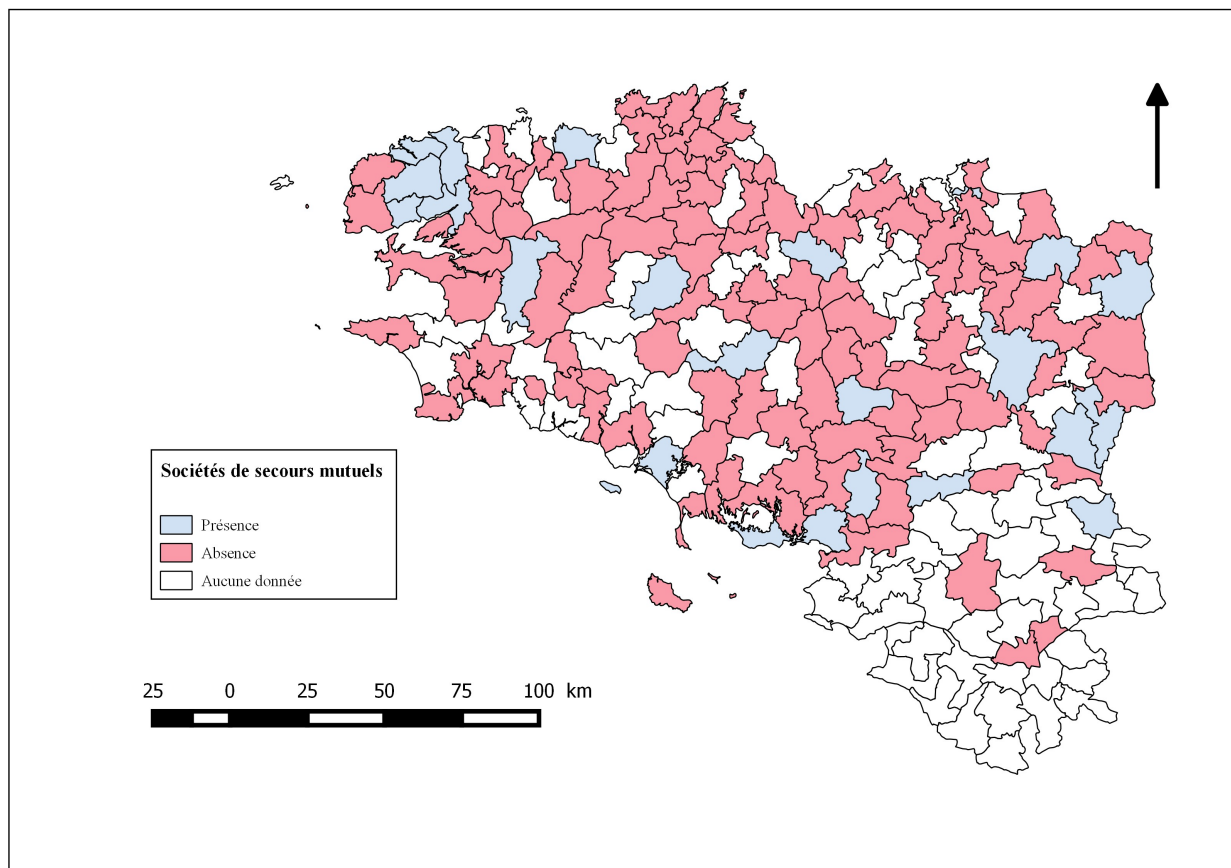 Sociétés de secours mutuels
Présence
Absence
Aucune donnée
25 0 25 50 75 100 km